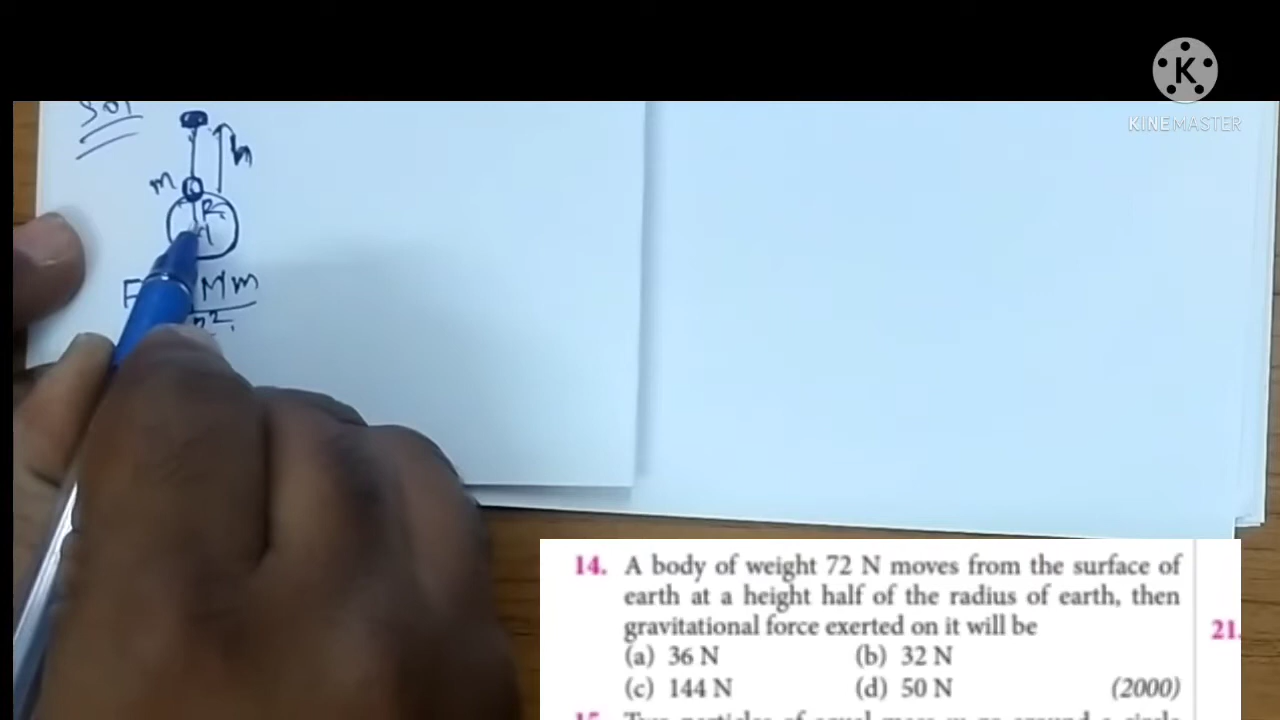 K
KINEMASTER
Sol
h
m
R
F Mm
R²
14. A body of weight 72 N moves from the surface of
earth at a height half of the radius of earth, then
gravitational force exerted on it will be
(a) 36 N (b) 32 N
(c) 144 N (d) 50 N (2000)
21.